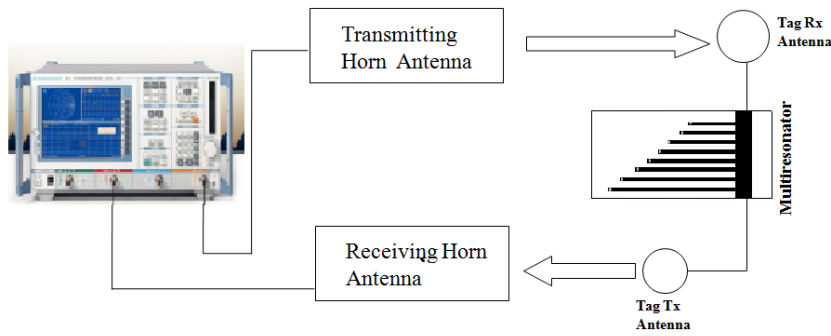 Transmitting
Horn Antenna
Tag Rx
Antenna
Multiresonator
Receiving Horn
Antenna
Tag Tx
Antenna